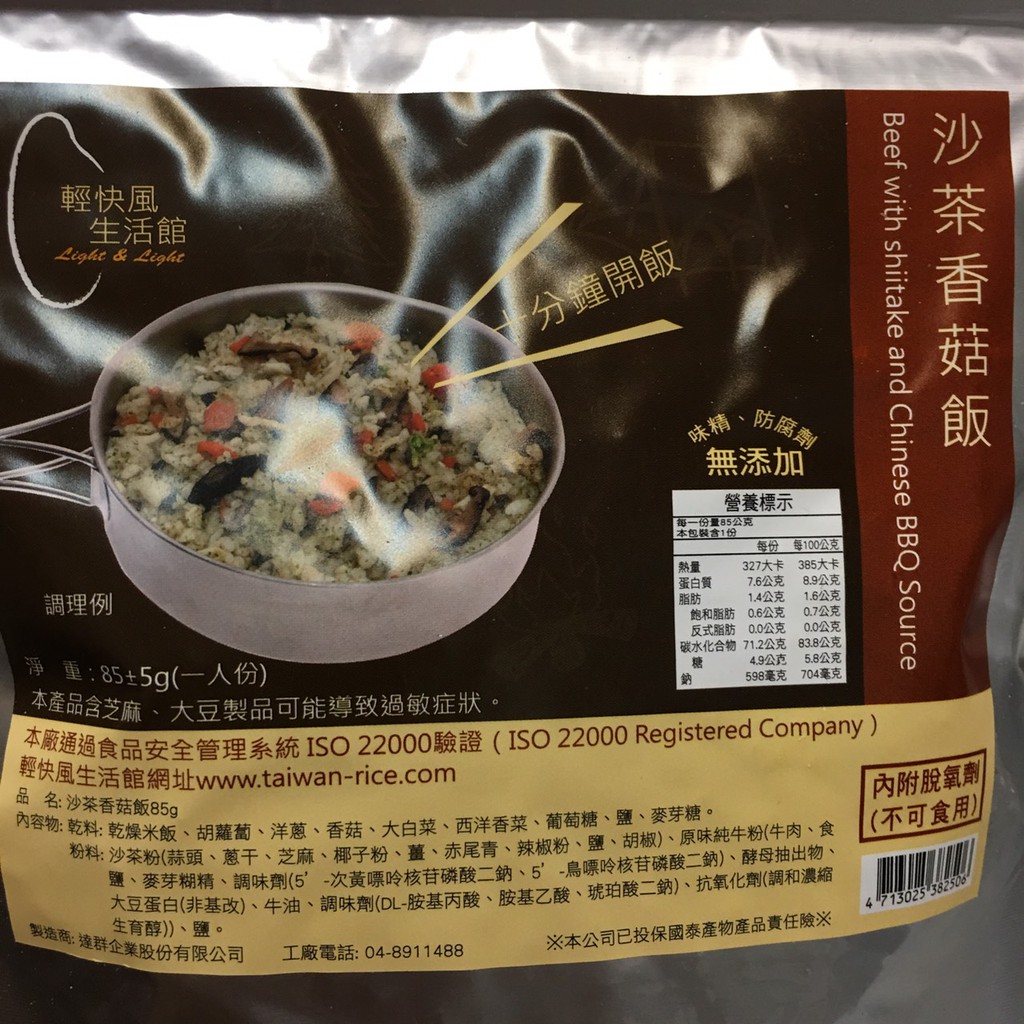 輕快風
生活館
Light & Light
十分鐘開飯
沙茶香菇飯
Beef with shiitake and Chinese BBQ Source
味精、防腐劑
無添加
營養標示
每一份量85公克
本包裝含1份
每份 每100公克
熱量 327大卡 385大卡
蛋白質 7.6公克 8.9公克
脂肪 1.4公克 1.6公克
飽和脂肪 0.6公克 0.7公克
反式脂肪 0.0公克 0.0公克
碳水化合物 71.2公克 83.8公克
糖 4.9公克 5.8公克
鈉 598毫克 704毫克
調理例
淨 重:85±5g(一人份)
本產品含芝麻、大豆製品可能導致過敏症狀。
本廠通過食品安全管理系統 ISO 22000驗證（ISO 22000 Registered Company）
輕快風生活館網址www.taiwan-rice.com
內附脫氧劑
(不可食用)
品 名: 沙茶香菇飯85g
內容物: 乾料: 乾燥米飯、胡蘿蔔、洋蔥、香菇、大白菜、西洋香菜、葡萄糖、鹽、麥芽糖。
粉料: 沙茶粉(蒜頭、蔥干、芝麻、椰子粉、薑、赤尾青、辣椒粉、鹽、胡椒)、原味純牛粉(牛肉、食
鹽、麥芽糊精、調味劑(5’-次黃嘌呤核苷磷酸二鈉、5’-鳥嘌呤核苷磷酸二鈉)、酵母抽出物、
大豆蛋白(非基改)、牛油、調味劑(DL-胺基丙酸、胺基乙酸、琥珀酸二鈉)、抗氧化劑(調和濃縮
生育醇))、鹽。
製造商: 達群企業股份有限公司 工廠電話: 04-8911488 ※本公司已投保國泰產物產品責任險※
4 713025 382506